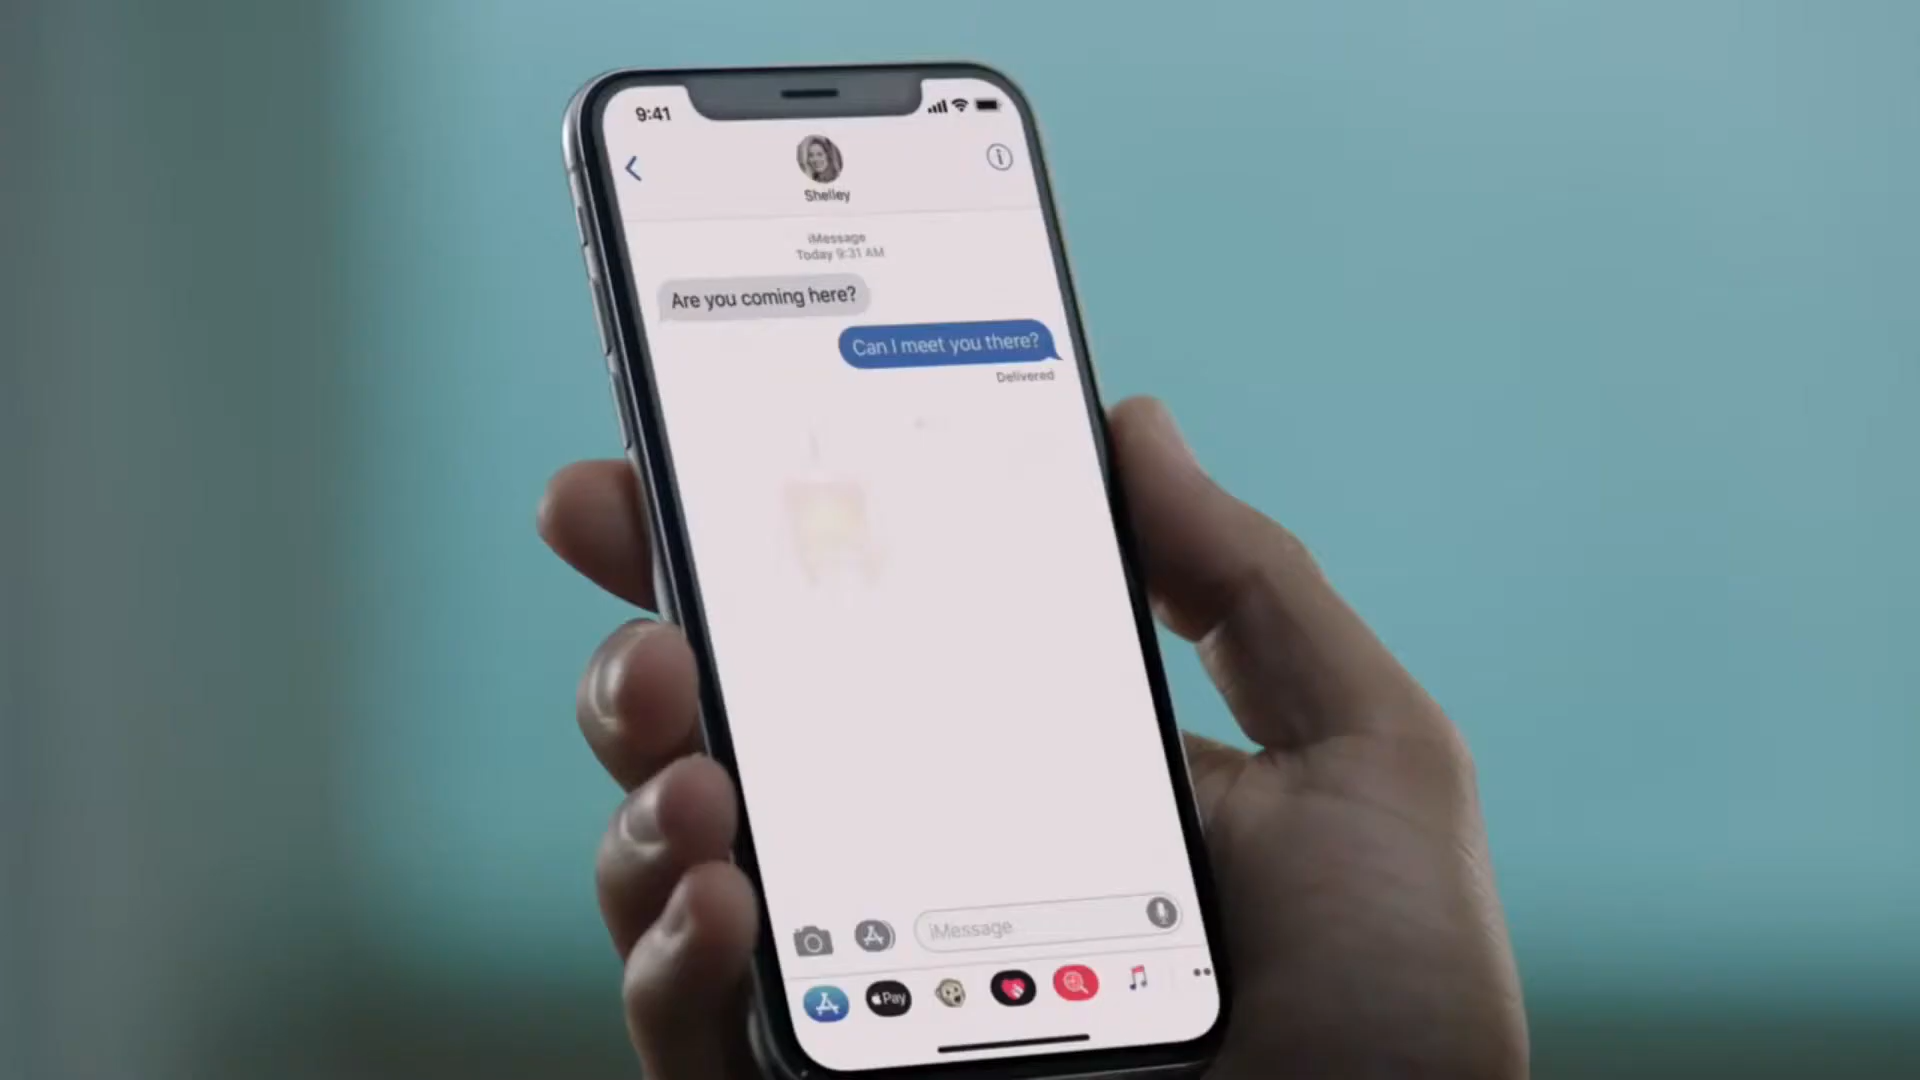 9:41
Shelley
iMessage
Today 9:31 AM
Are you coming here?
Can I meet you there?
Delivered
iMessage
Pay